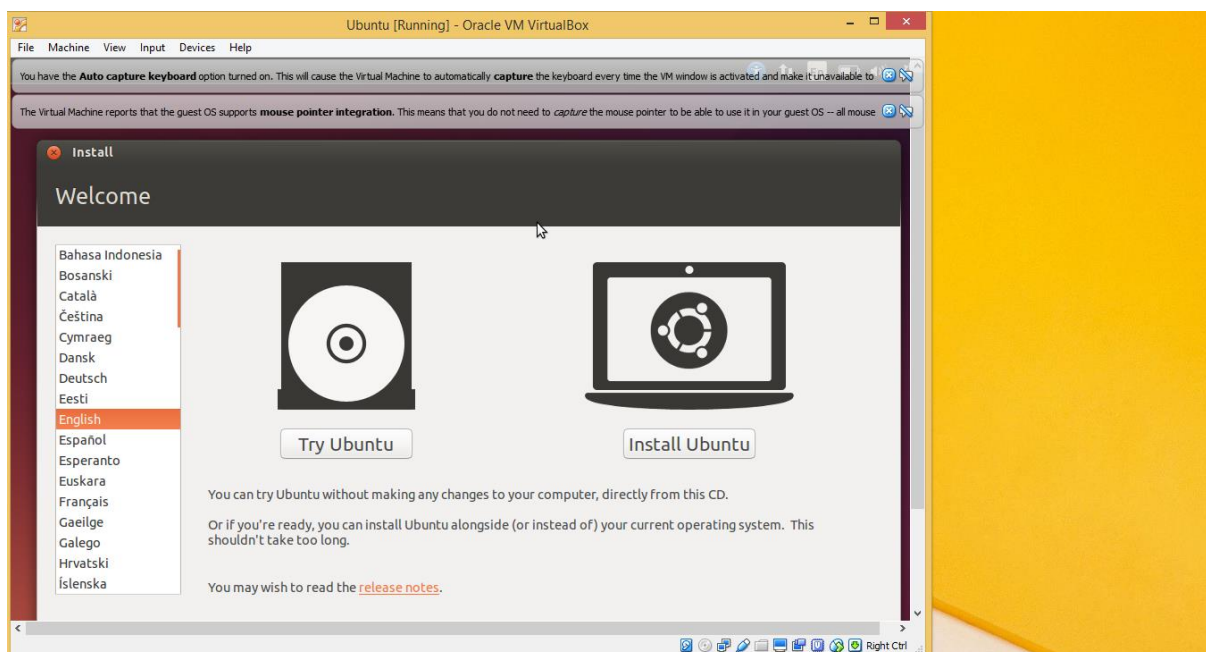 Ubuntu [Running] - Oracle VM VirtualBox
File Machine View Input Devices Help
You have the Auto capture keyboard option turned on. This will cause the Virtual Machine to automatically capture the keyboard every time the VM window is activated and make it unavailable to
The Virtual Machine reports that the guest OS supports mouse pointer integration. This means that you do not need to capture the mouse pointer to be able to use it in your guest OS -- all mouse
Install
Welcome
Bahasa Indonesia
Bosanski
Català
Čeština
Cymraeg
Dansk
Deutsch
Eesti
English
Español
Esperanto
Euskara
Français
Gaeilge
Galego
Hrvatski
Íslenska
Try Ubuntu
Install Ubuntu
You can try Ubuntu without making any changes to your computer, directly from this CD.
Or if you're ready, you can install Ubuntu alongside (or instead of) your current operating system. This
shouldn't take too long.
You may wish to read the release notes.
Right Ctrl